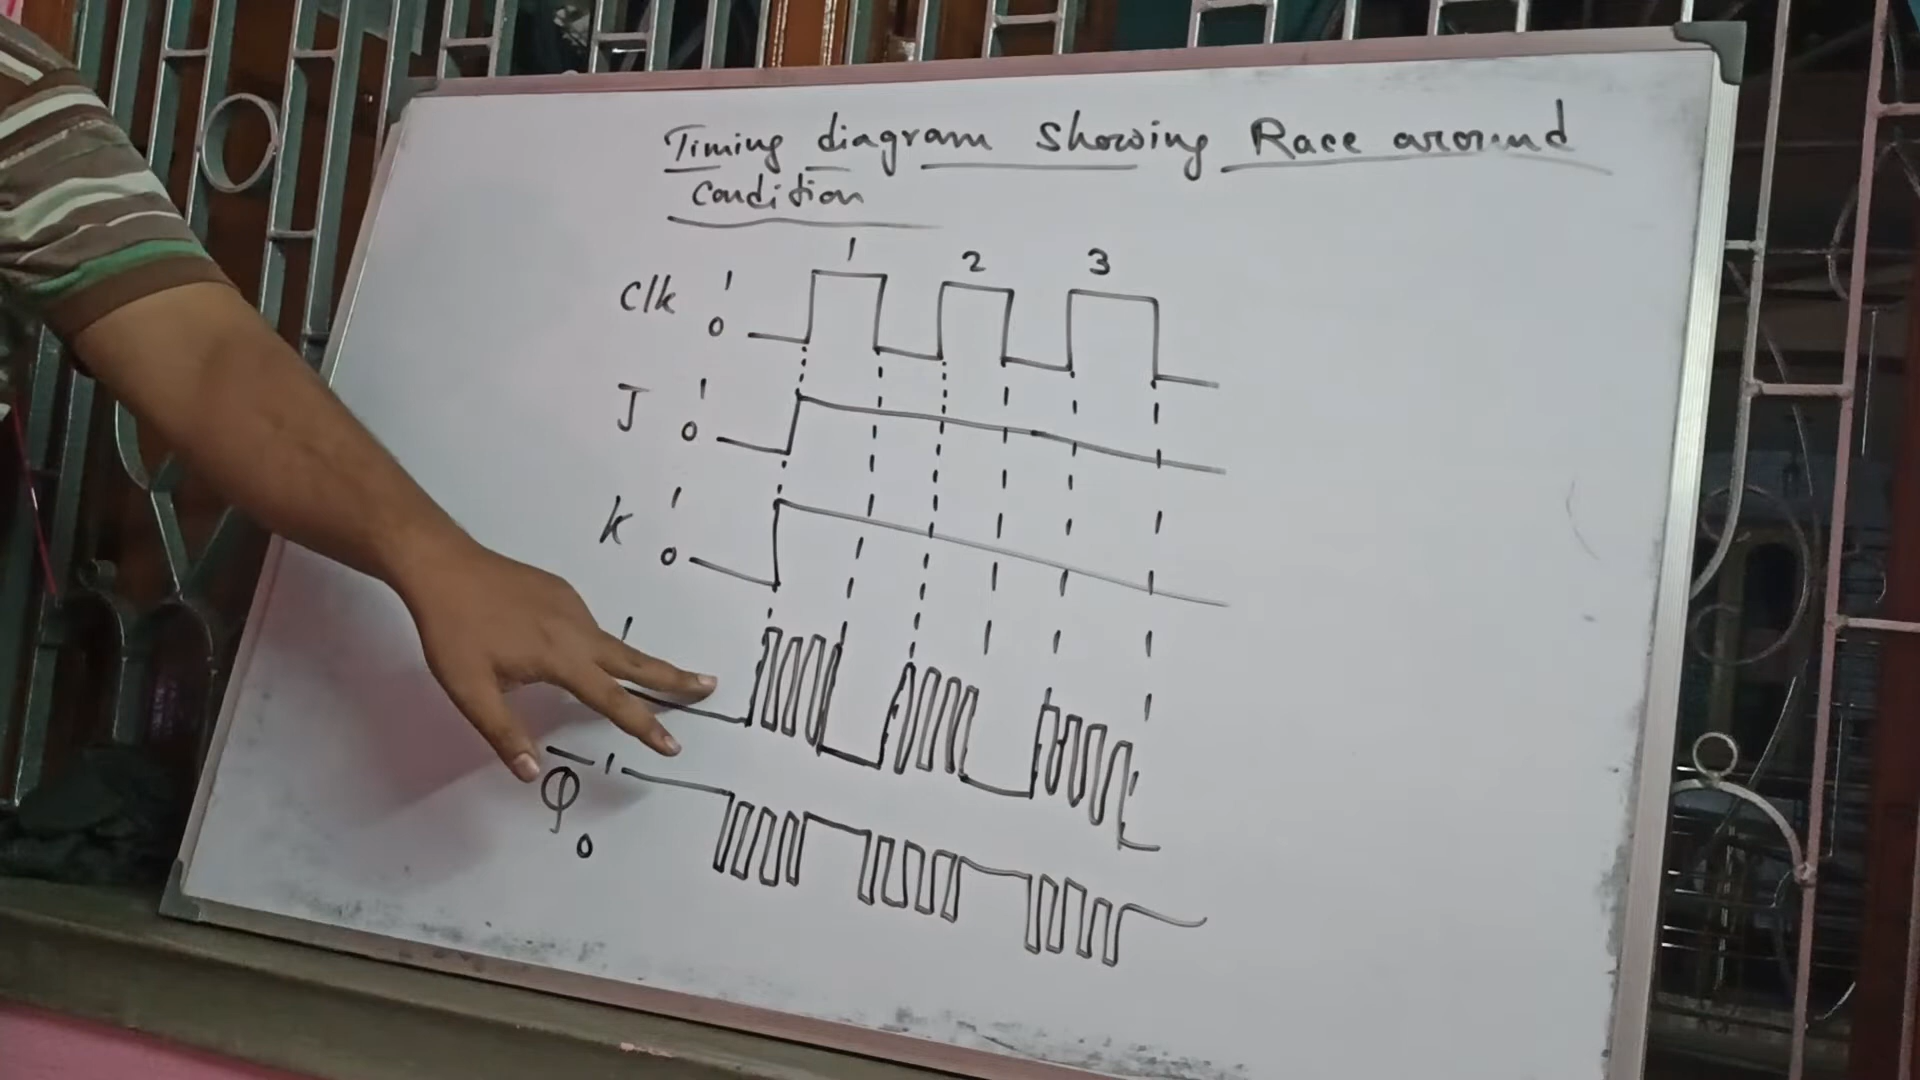 Timing diagram Showing Race around
Condition
1 2 3
Clk 1
0
J 1
0
K 1
0
1
Q̅ 1
0